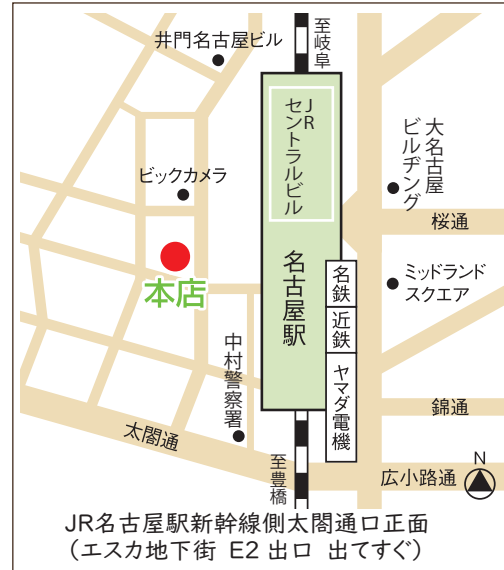 井門名古屋ビル
至岐阜
JR
セントラルビル
大名古屋
ビルヂング
ビックカメラ
桜通
名古屋駅
名鉄
ミッドランド
スクエア
本店
近鉄
中村警察署
ヤマダ電機
錦通
太閤通
至豊橋
広小路通
N
JR名古屋駅新幹線側太閤通口正面
（エスカ地下街 E2 出口 出てすぐ）